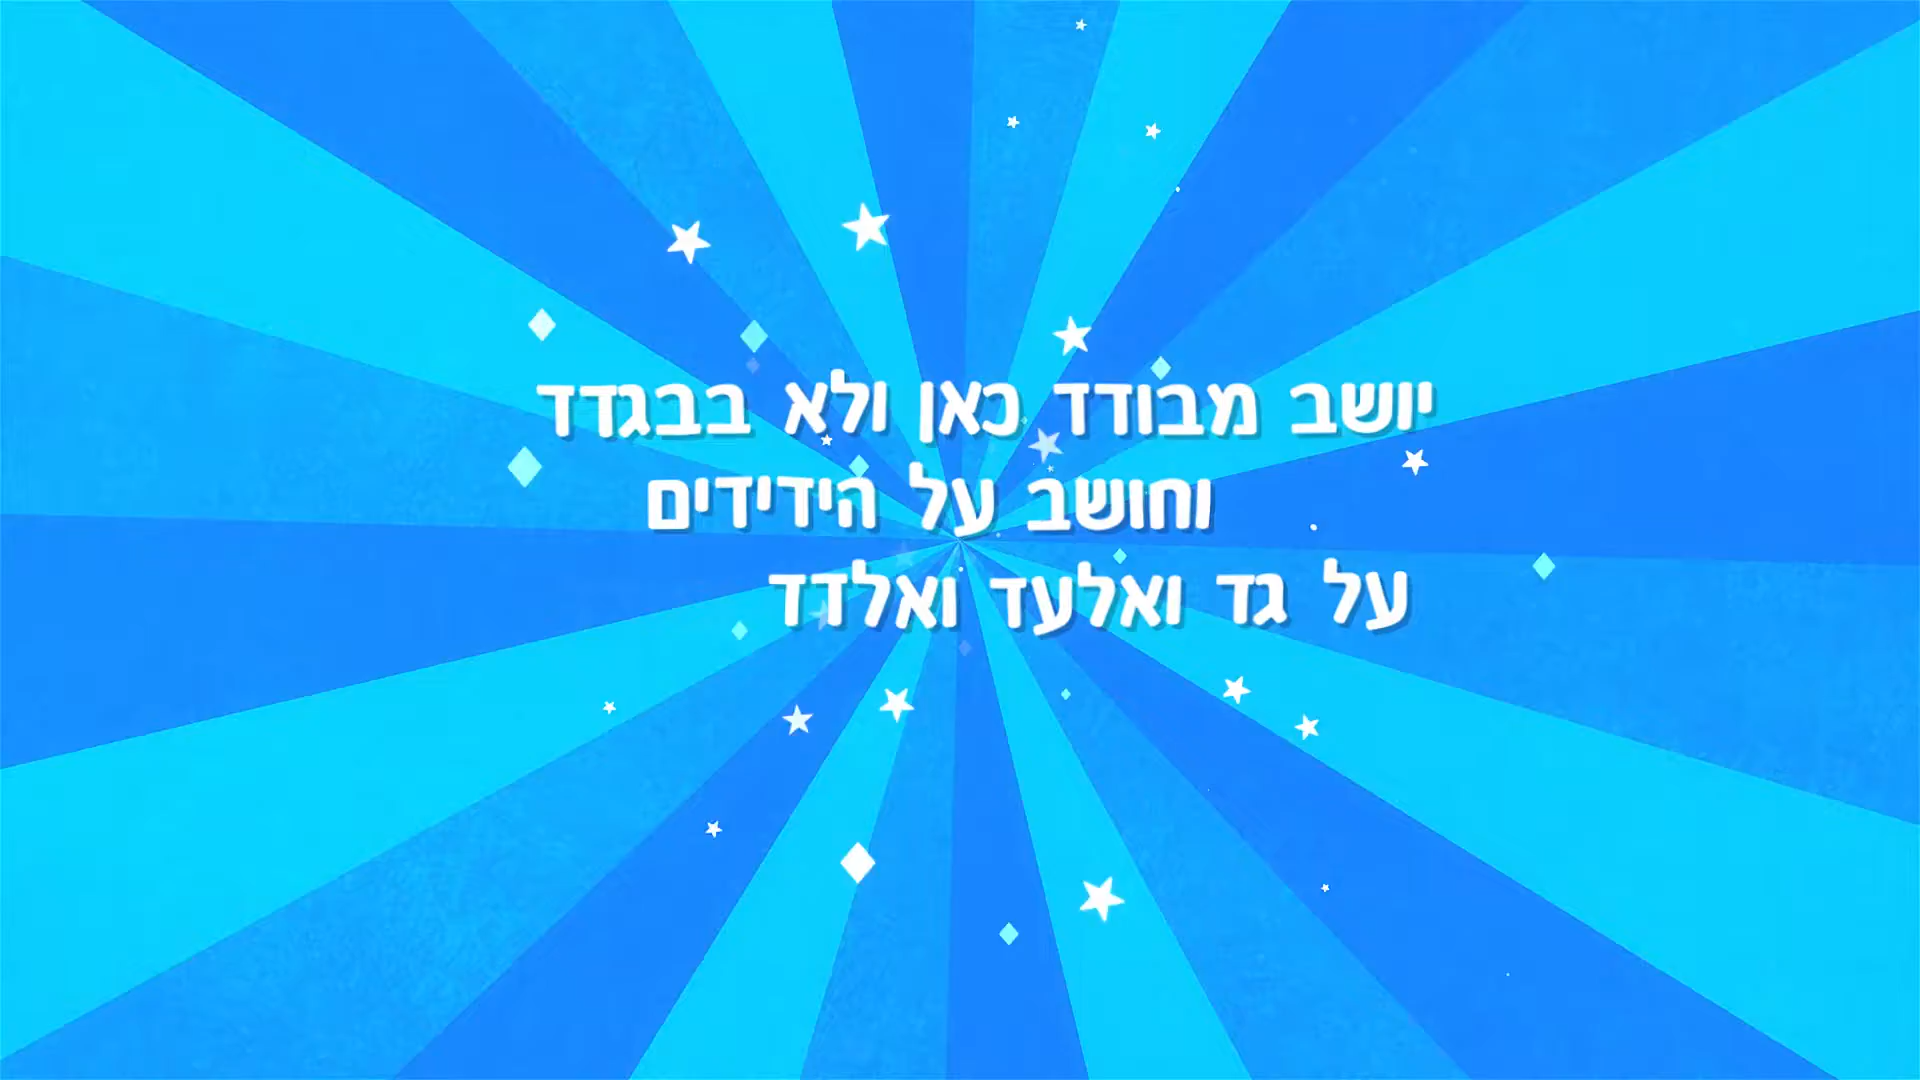 יושב מבודד כאן ולא בבגדד
וחושב על הידידים
על גד ואלעד ואלדד